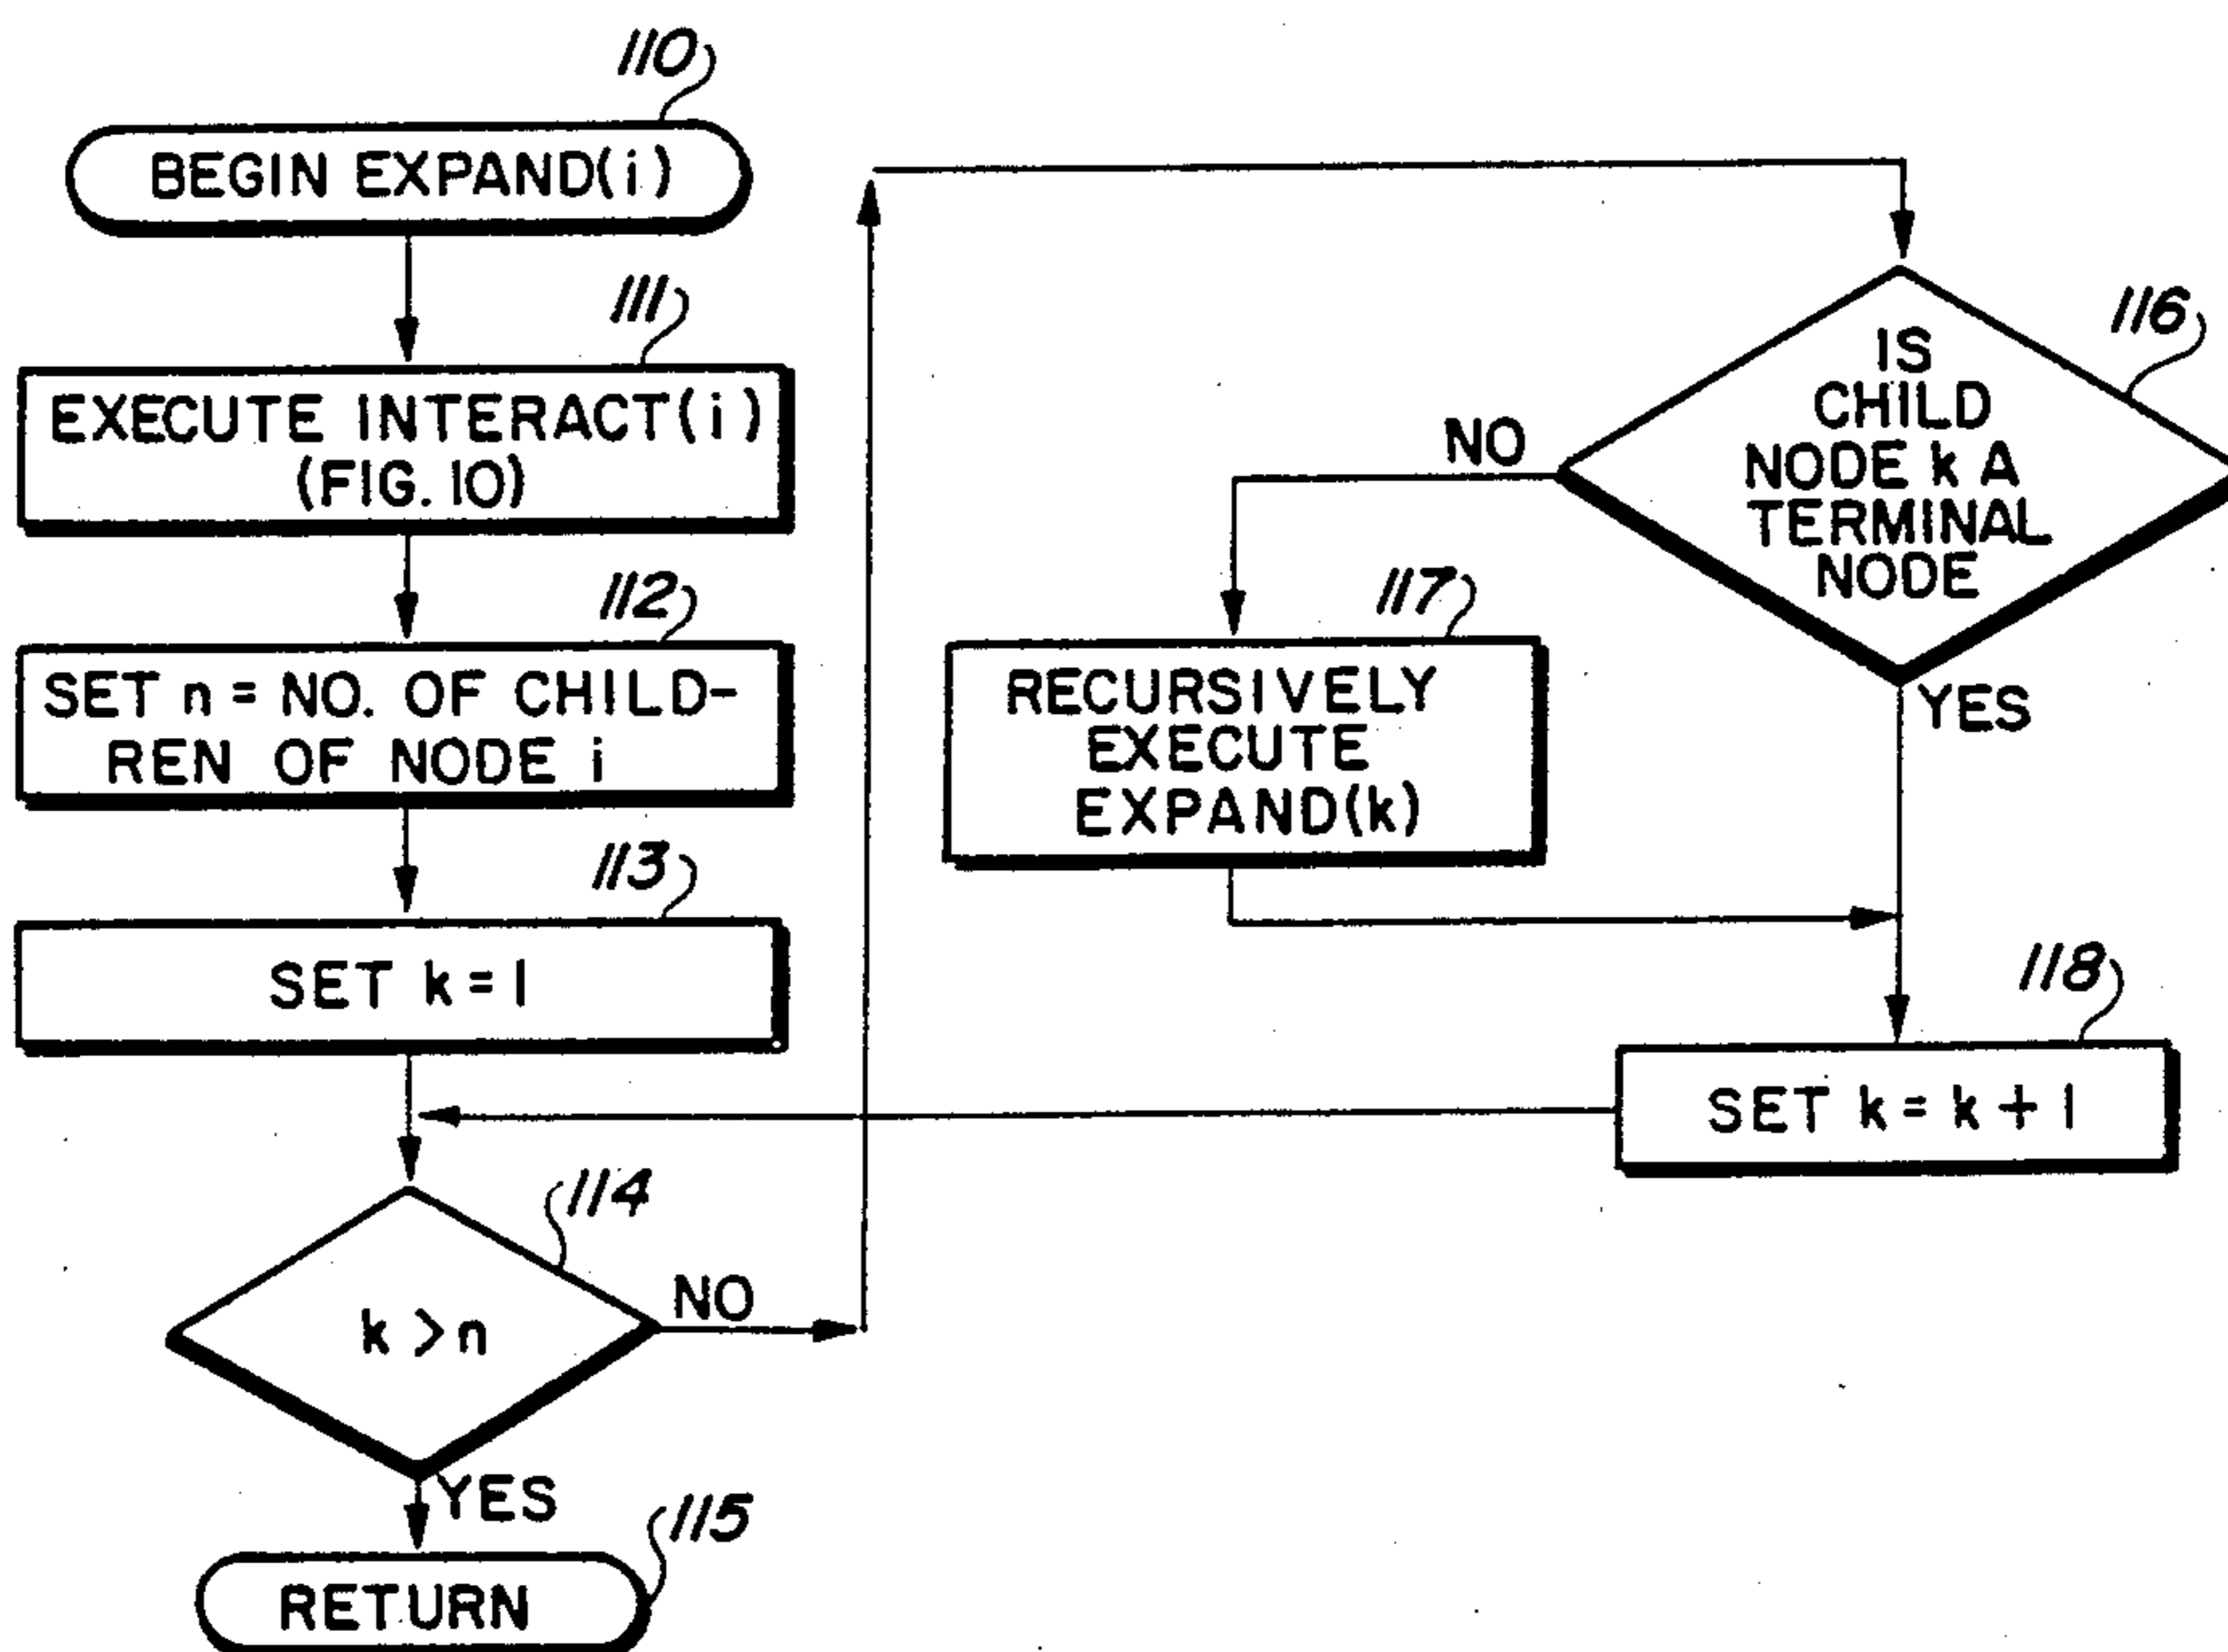 110
BEGIN EXPAND(i)
111
EXECUTE INTERACT(i)
(FIG. 10)
112
SET n = NO. OF CHILD-
REN OF NODE i
113
SET k = 1
114
k > n
NO
YES
115
RETURN
116
IS
CHILD
NODE k A
TERMINAL
NODE
NO
YES
117
RECURSIVELY
EXECUTE
EXPAND(k)
118
SET k = k + 1